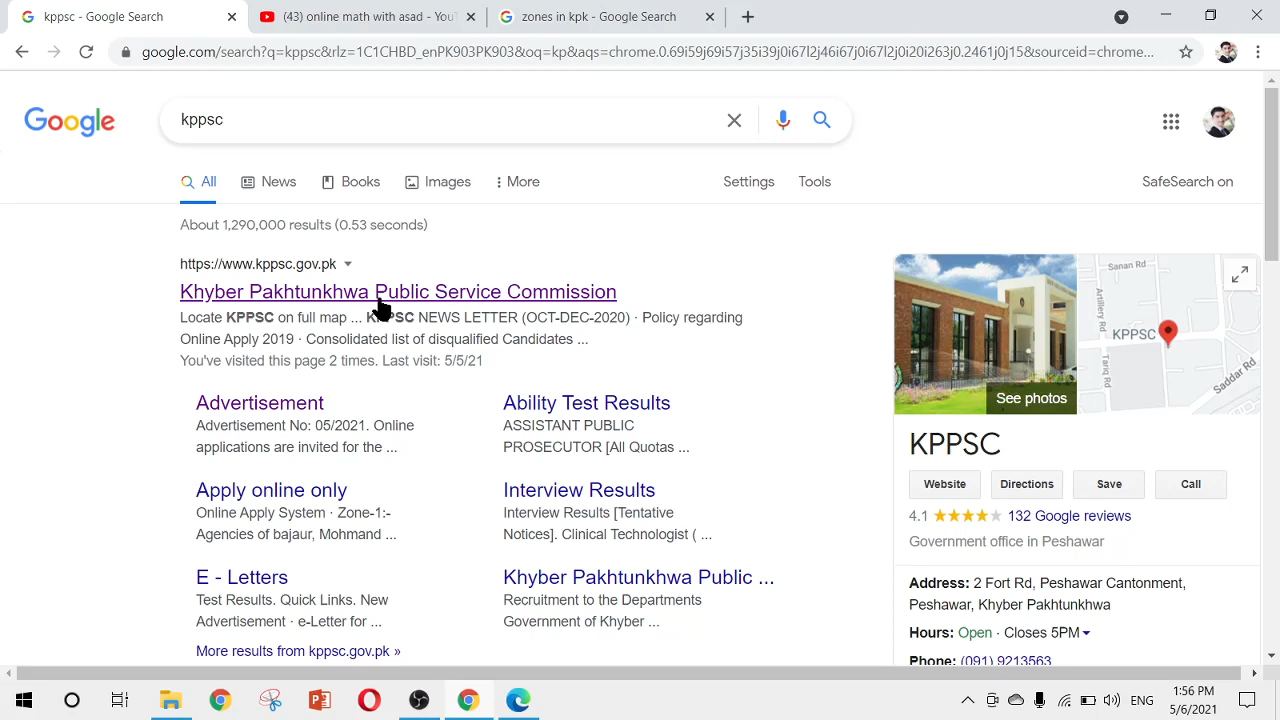 kppsc - Google Search
(43) online math with asad - YouT
zones in kpk - Google Search
google.com/search?q=kppsc&rlz=1C1CHBD_enPK903PK903&oq=kp&aqs=chrome.0.69i59j69i57j35i39j0i67l2j46i67j0i67l2j0i20i263j0.2461j0j15&sourceid=chrome...
Google
kppsc
All
News
Books
Images
More
Settings
Tools
SafeSearch on
About 1,290,000 results (0.53 seconds)
https://www.kppsc.gov.pk
Khyber Pakhtunkhwa Public Service Commission
Locate KPPSC on full map ... KPPSC NEWS LETTER (OCT-DEC-2020) · Policy regarding
Online Apply 2019 · Consolidated list of disqualified Candidates ...
You've visited this page 2 times. Last visit: 5/5/21
Advertisement
Advertisement No: 05/2021. Online
applications are invited for the ...
Ability Test Results
ASSISTANT PUBLIC
PROSECUTOR [All Quotas ...
Apply online only
Online Apply System · Zone-1:-
Agencies of bajaur, Mohmand ...
Interview Results
Interview Results [Tentative
Notices]. Clinical Technologist ( ...
E - Letters
Test Results. Quick Links. New
Advertisement · e-Letter for ...
Khyber Pakhtunkhwa Public ...
Recruitment to the Departments
Government of Khyber ...
More results from kppsc.gov.pk »
Sanan Rd
Artillery Rd
KPPSC
Tariq Rd
Saddar Rd
See photos
KPPSC
Website
Directions
Save
Call
4.1
132 Google reviews
Government office in Peshawar
Address: 2 Fort Rd, Peshawar Cantonment,
Peshawar, Khyber Pakhtunkhwa
Hours: Open · Closes 5PM
Phone: (091) 9213563
ENG
1:56 PM
5/6/2021